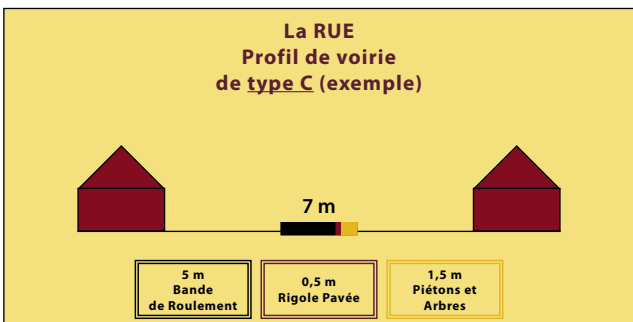 La RUE
Profil de voirie
de type C (exemple)
7 m
5 m
Bande
de Roulement
0,5 m
Rigole Pavée
1,5 m
Piétons et
Arbres